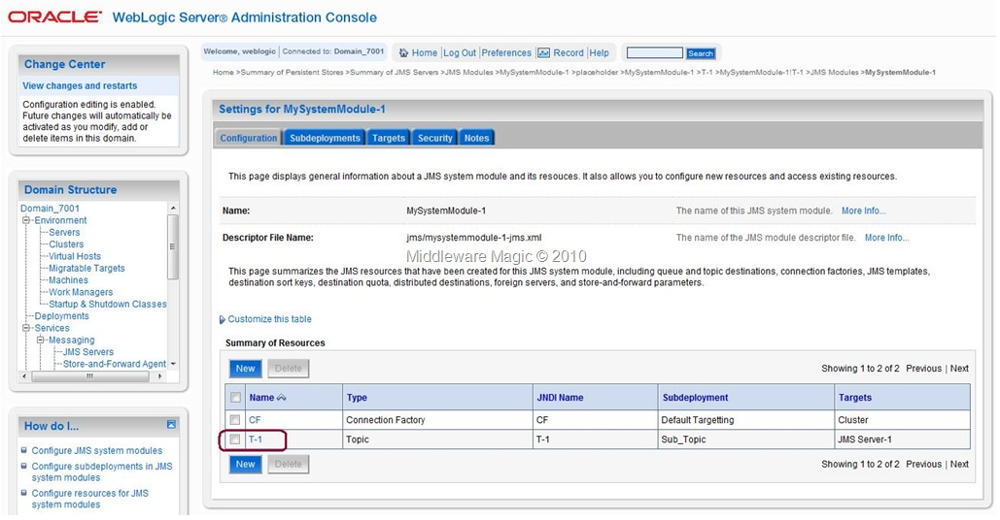 ORACLE® WebLogic Server® Administration Console
Change Center
View changes and restarts
Configuration editing is enabled.
Future changes will automatically be
activated as you modify, add or
delete items in this domain.
Domain Structure
Domain_7001
Environment
Servers
Clusters
Virtual Hosts
Migratable Targets
Machines
Work Managers
Startup & Shutdown Classes
Deployments
Services
Messaging
JMS Servers
Store-and-Forward Agent
How do I...
Configure JMS system modules
Configure subdeployments in JMS
system modules
Configure resources for JMS
system modules
Welcome, weblogic Connected to: Domain_7001 Home Log Out Preferences Record Help Search
Home >Summary of Persistent Stores >Summary of JMS Servers >JMS Modules >MySystemModule-1 >placeholder >MySystemModule-1 >T-1 >MySystemModule-1!T-1 >JMS Modules >MySystemModule-1
Settings for MySystemModule-1
Configuration Subdeployments Targets Security Notes
This page displays general information about a JMS system module and its resouces. It also allows you to configure new resources and access existing resources.
Name: MySystemModule-1 The name of this JMS system module. More Info...
Descriptor File Name: jms/mysystemmodule-1-jms.xml The name of the JMS module descriptor file. More Info...
Middleware Magic © 2010
This page summarizes the JMS resources that have been created for this JMS system module, including queue and topic destinations, connection factories, JMS templates,
destination sort keys, destination quota, distributed destinations, foreign servers, and store-and-forward parameters.
Customize this table
Summary of Resources
New Delete Showing 1 to 2 of 2 Previous | Next
Name Type JNDI Name Subdeployment Targets
CF Connection Factory CF Default Targetting Cluster
T-1 Topic T-1 Sub_Topic JMS Server-1
New Delete Showing 1 to 2 of 2 Previous | Next